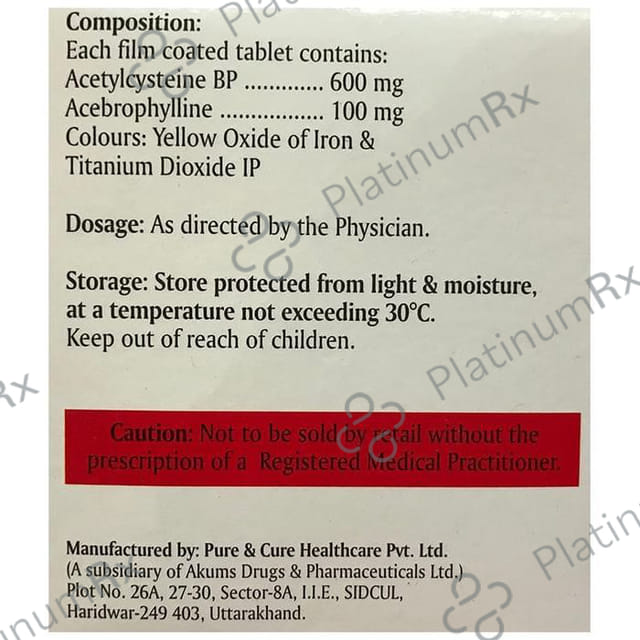 Composition:
Each film coated tablet contains:
Acetylcysteine BP ............. 600 mg
Acebrophylline .................. 100 mg
Colours: Yellow Oxide of Iron &
Titanium Dioxide IP
Dosage: As directed by the Physician.
Storage: Store protected from light & moisture,
at a temperature not exceeding 30°C.
Keep out of reach of children.
Caution: Not to be sold by retail without the
prescription of a Registered Medical Practitioner.
Manufactured by: Pure & Cure Healthcare Pvt. Ltd.
(A subsidiary of Akums Drugs & Pharmaceuticals Ltd.)
Plot No. 26A, 27-30, Sector-8A, I.I.E., SIDCUL,
Haridwar-249 403, Uttarakhand.
PlatinumRx
PlatinumRx
PlatinumRx
Rx
Platin
numRx